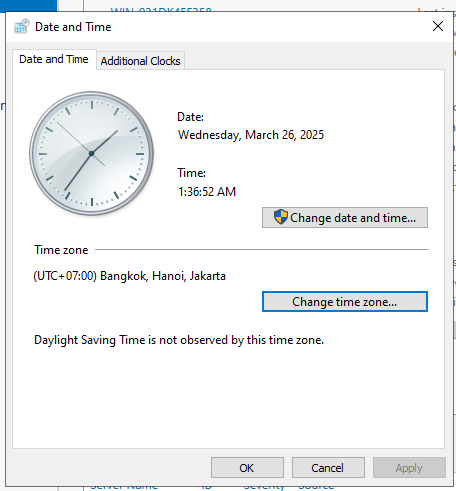 Date and Time
Date and Time
Additional Clocks
Date:
Wednesday, March 26, 2025
Time:
1:36:52 AM
Change date and time...
Time zone
(UTC+07:00) Bangkok, Hanoi, Jakarta
Change time zone...
Daylight Saving Time is not observed by this time zone.
OK
Cancel
Apply
Server Name ID Severity Source